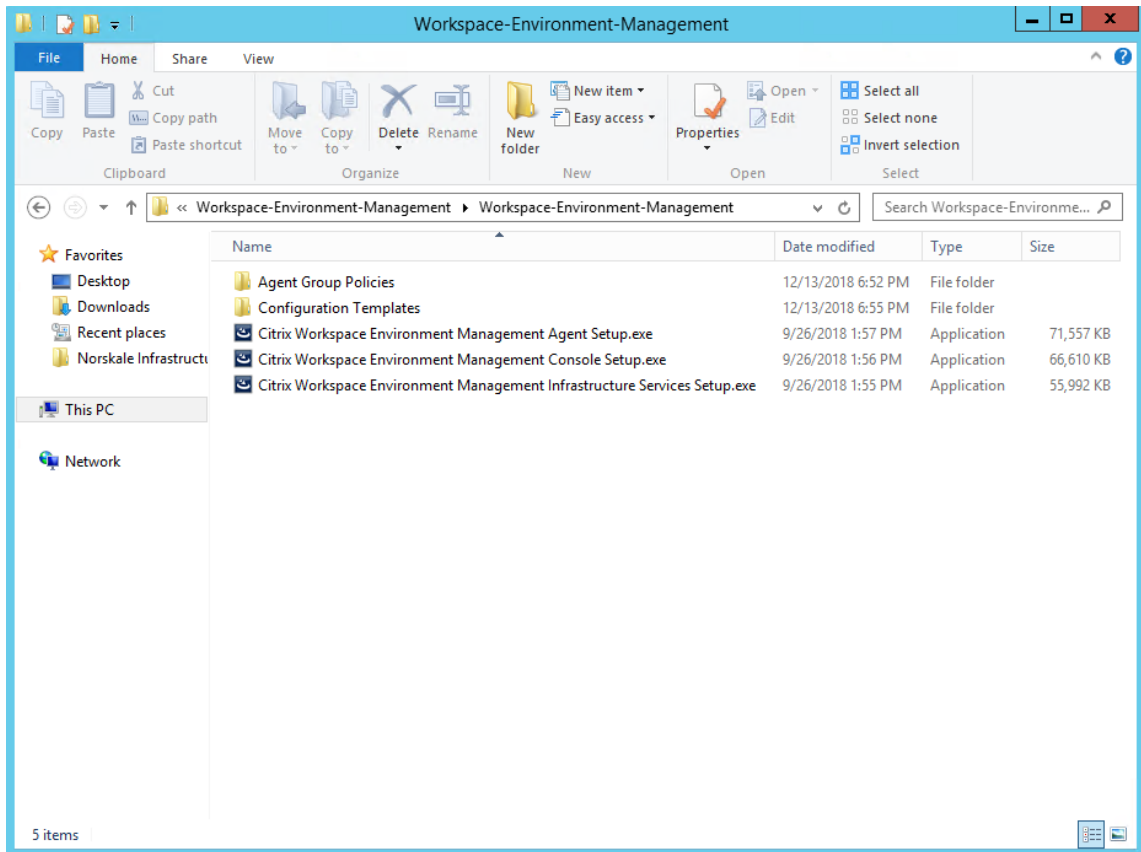 Workspace-Environment-Management
File Home Share View
Copy
Paste
Cut
Copy path
Paste shortcut
Clipboard
Move to
Copy to
Delete
Rename
Organize
New folder
New item
Easy access
New
Properties
Open
Edit
Open
Select all
Select none
Invert selection
Select
« Workspace-Environment-Management Workspace-Environment-Management
Search Workspace-Environme...
Favorites
Desktop
Downloads
Recent places
Norskale Infrastructu
This PC
Network
Name Date modified Type Size
Agent Group Policies 12/13/2018 6:52 PM File folder
Configuration Templates 12/13/2018 6:55 PM File folder
Citrix Workspace Environment Management Agent Setup.exe 9/26/2018 1:57 PM Application 71,557 KB
Citrix Workspace Environment Management Console Setup.exe 9/26/2018 1:56 PM Application 66,610 KB
Citrix Workspace Environment Management Infrastructure Services Setup.exe 9/26/2018 1:55 PM Application 55,992 KB
5 items